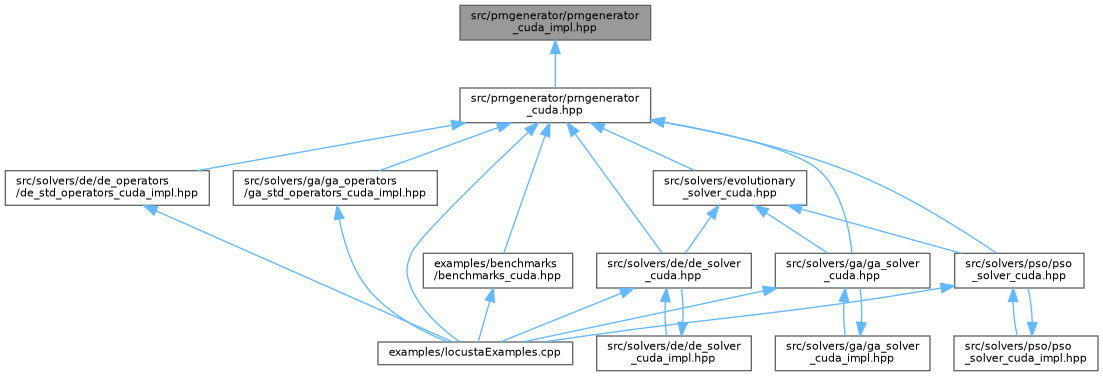 src/prngenerator/prngenerator
_cuda_impl.hpp
src/prngenerator/prngenerator
_cuda.hpp
src/solvers/de/de_operators
/de_std_operators_cuda_impl.hpp
src/solvers/ga/ga_operators
/ga_std_operators_cuda_impl.hpp
src/solvers/evolutionary
_solver_cuda.hpp
examples/benchmarks
/benchmarks_cuda.hpp
src/solvers/de/de_solver
_cuda.hpp
src/solvers/ga/ga_solver
_cuda.hpp
src/solvers/pso/pso
_solver_cuda.hpp
examples/locustaExamples.cpp
src/solvers/de/de_solver
_cuda_impl.hpp
src/solvers/ga/ga_solver
_cuda_impl.hpp
src/solvers/pso/pso
_solver_cuda_impl.hpp